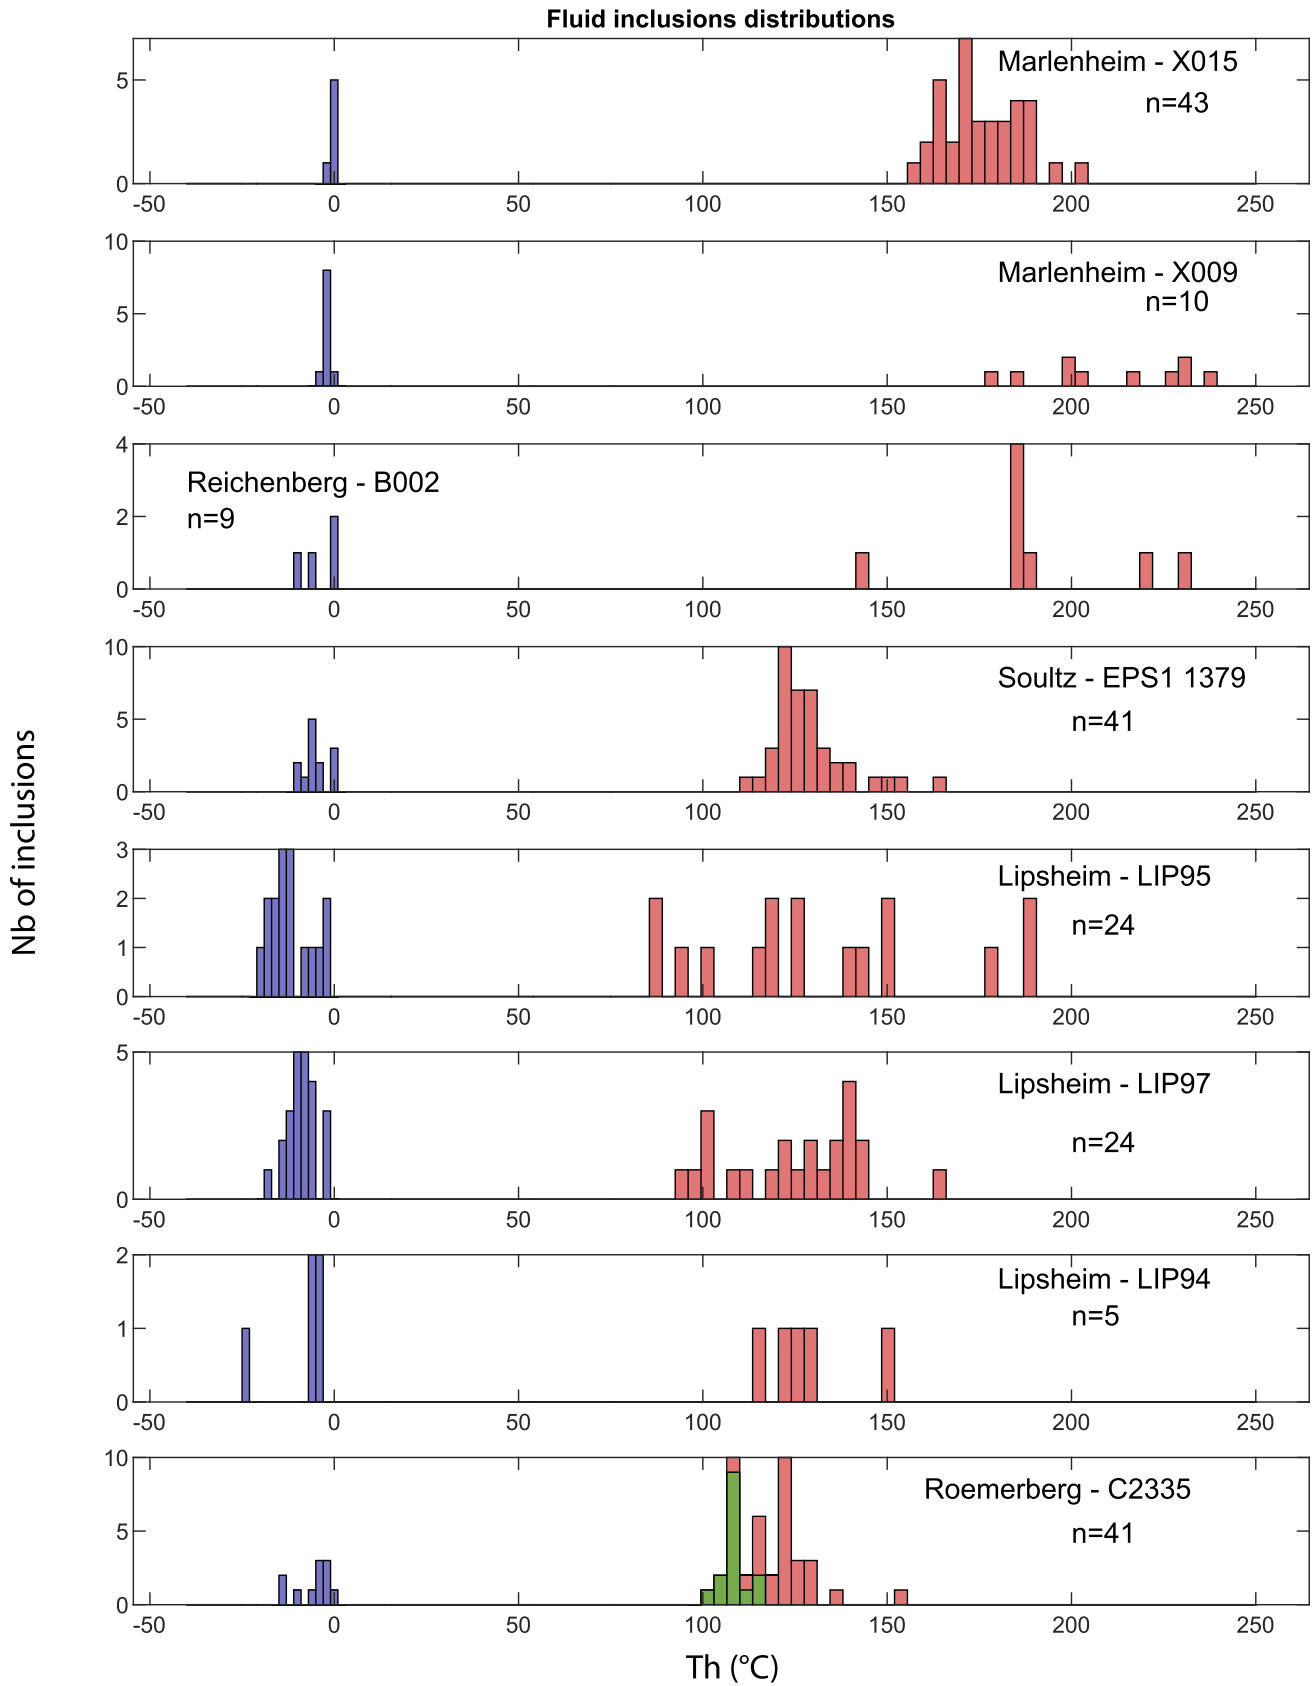 Fluid inclusions distributions
Marlenheim - X015
n=43
5
0
-50 0 50 100 150 200 250
10
Marlenheim - X009
n=10
5
0
-50 0 50 100 150 200 250
4
Reichenberg - B002
n=9
2
0
-50 0 50 100 150 200 250
10
Soultz - EPS1 1379
n=41
5
0
-50 0 50 100 150 200 250
Nb of inclusions
3
Lipsheim - LIP95
2
n=24
1
0
-50 0 50 100 150 200 250
5
Lipsheim - LIP97
n=24
0
-50 0 50 100 150 200 250
2
Lipsheim - LIP94
n=5
1
0
-50 0 50 100 150 200 250
10
Roemerberg - C2335
n=41
5
0
-50 0 50 100 150 200 250
Th (°C)